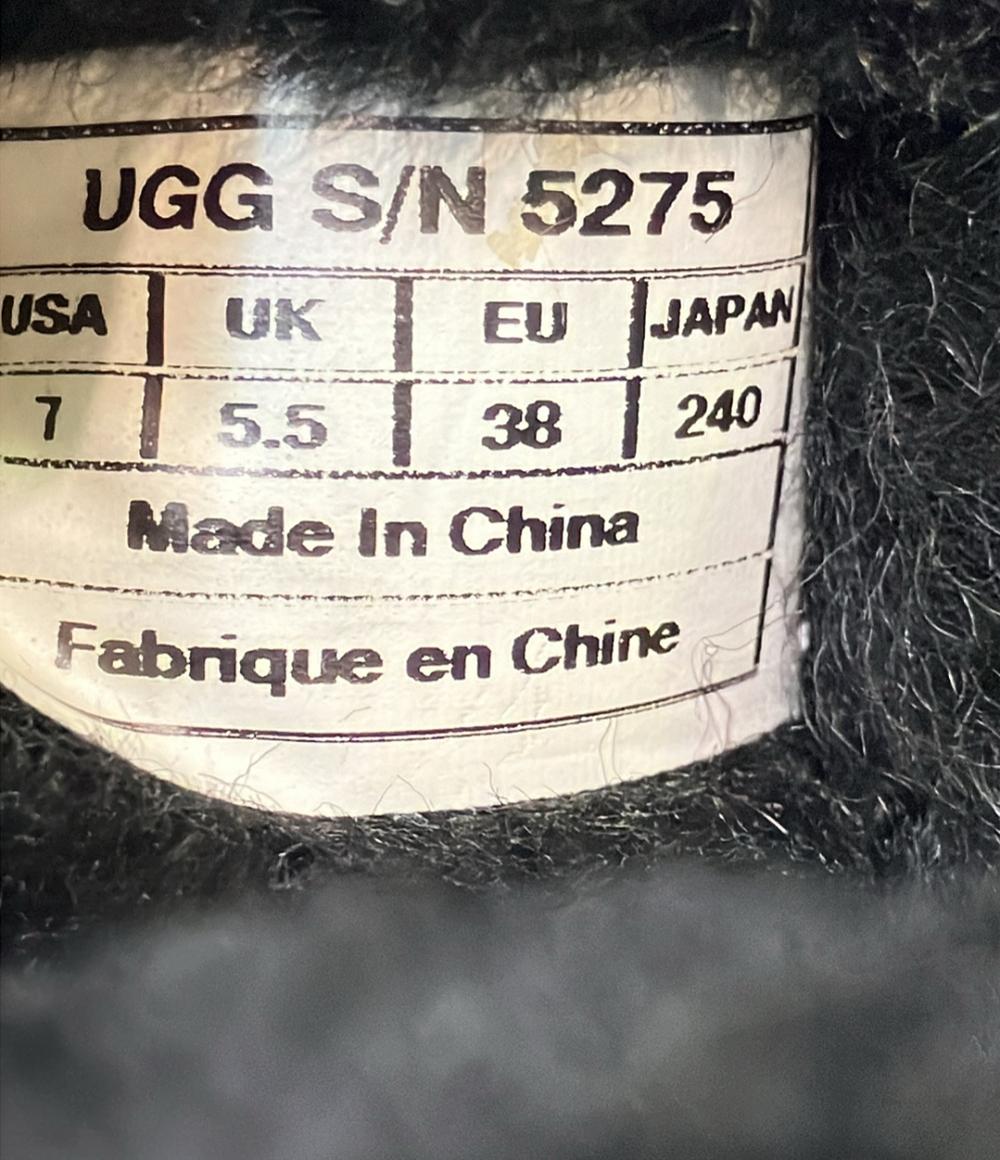 UGG S/N 5275
USA UK EU JAPAN
7 5.5 38 240
Made In China
Fabrique en Chine